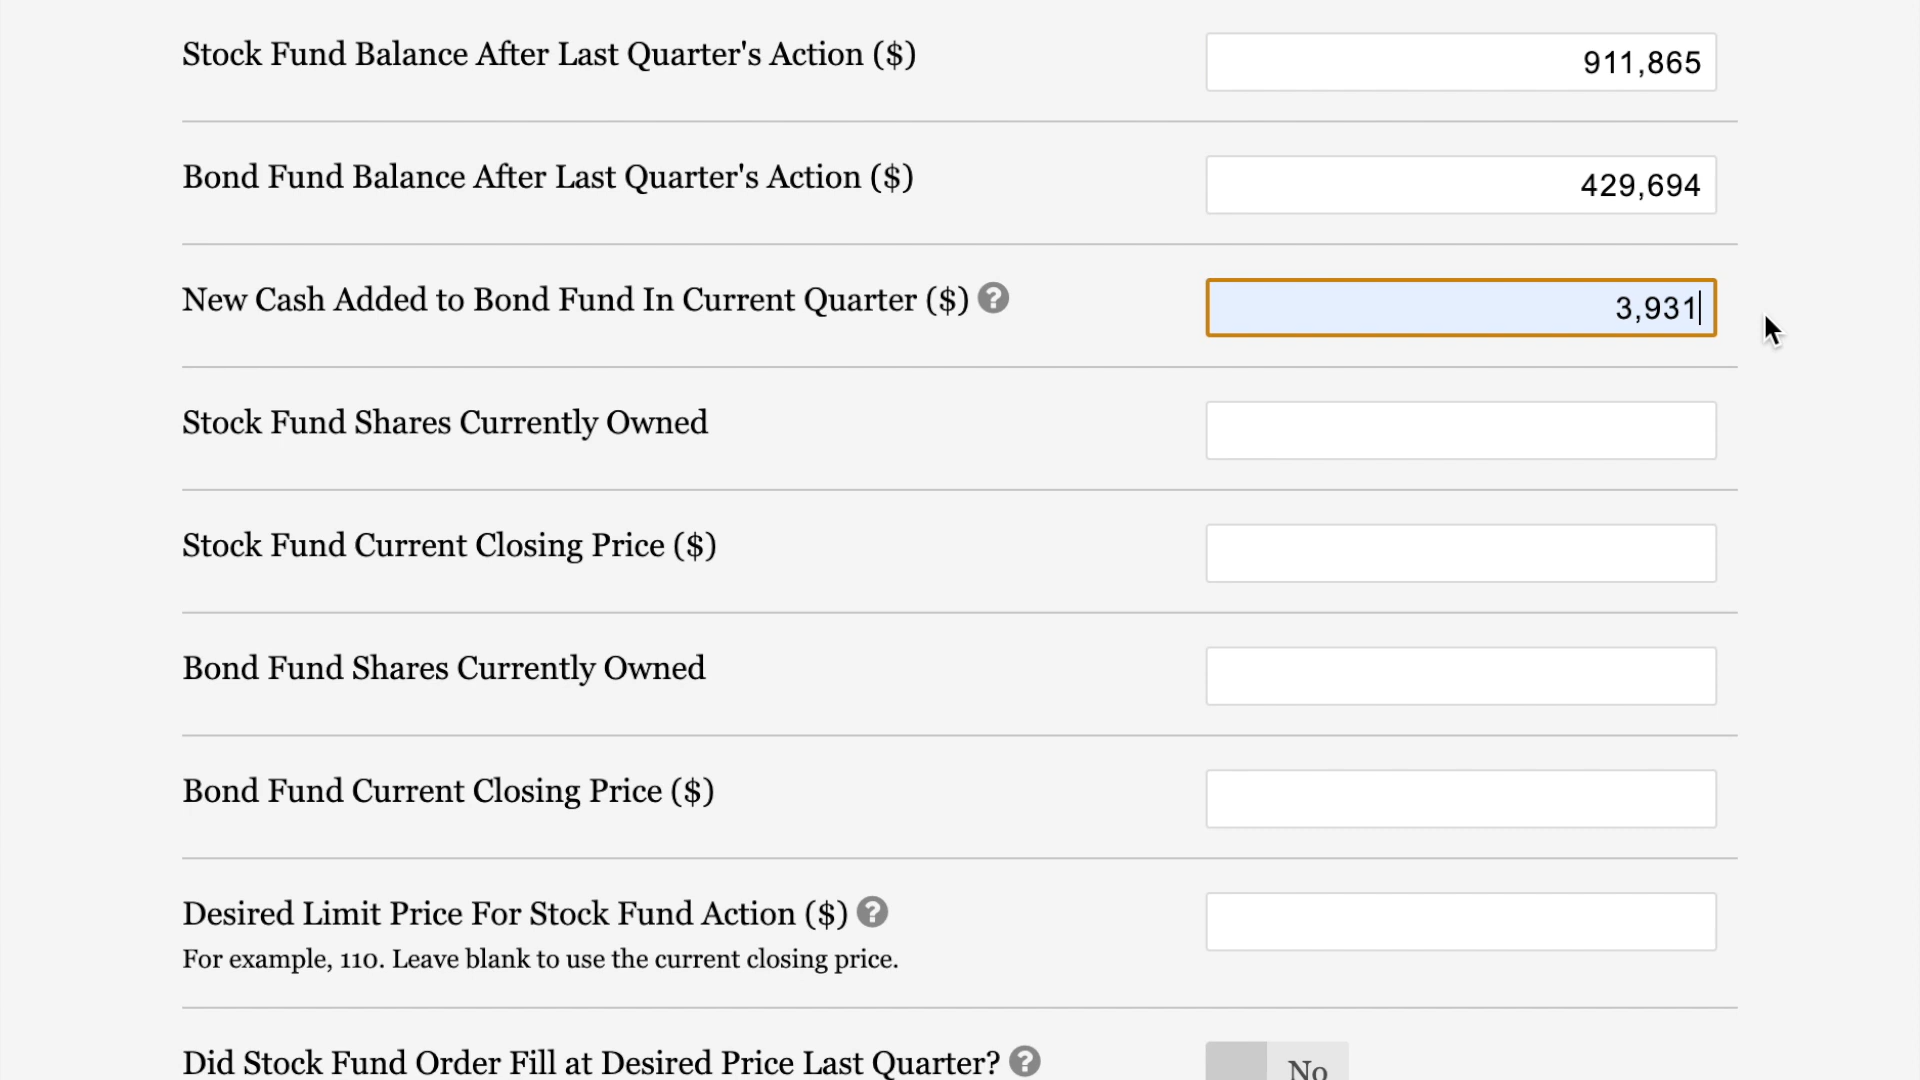 Stock Fund Balance After Last Quarter's Action ($)
911,865
Bond Fund Balance After Last Quarter's Action ($)
429,694
New Cash Added to Bond Fund In Current Quarter ($) ?
3,931
Stock Fund Shares Currently Owned
Stock Fund Current Closing Price ($)
Bond Fund Shares Currently Owned
Bond Fund Current Closing Price ($)
Desired Limit Price For Stock Fund Action ($) ?
For example, 110. Leave blank to use the current closing price.
Did Stock Fund Order Fill at Desired Price Last Quarter? ?
No